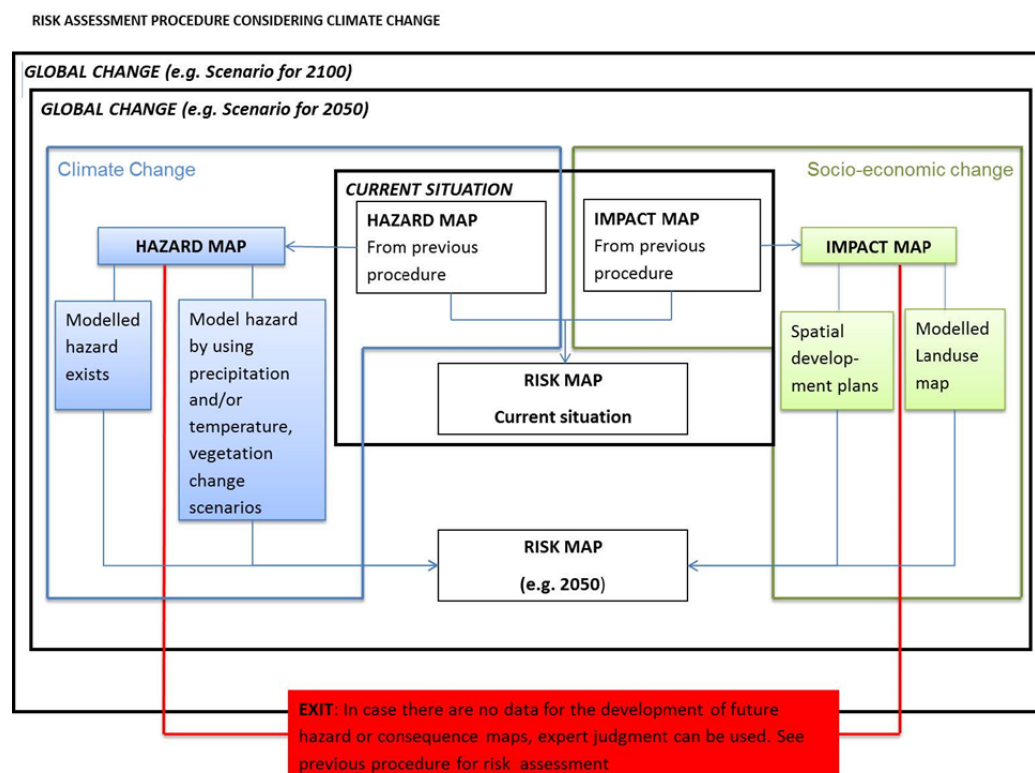 RISK ASSESSMENT PROCEDURE CONSIDERING CLIMATE CHANGE
GLOBAL CHANGE (e.g. Scenario for 2100)
GLOBAL CHANGE (e.g. Scenario for 2050)
Climate Change
Socio-economic change
CURRENT SITUATION
HAZARD MAP
From previous
procedure
IMPACT MAP
From previous
procedure
HAZARD MAP
IMPACT MAP
Modelled
hazard
exists
Model hazard
by using
precipitation
and/or
temperature,
vegetation
change
scenarios
RISK MAP
Current situation
Spatial
develop-
ment plans
Modelled
Landuse
map
RISK MAP
(e.g. 2050)
EXIT: In case there are no data for the development of future
hazard or consequence maps, expert judgment can be used. See
previous procedure for risk assessment